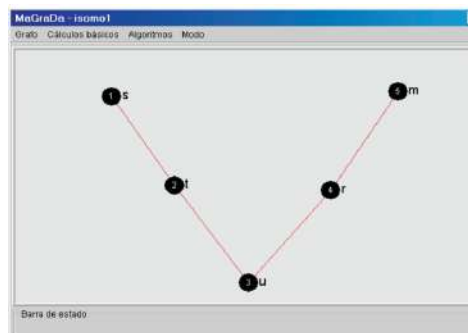 MaGraDa - isomo1
Grafo Cálculos básicos Algoritmos Modo
1 s
5 m
2 t
4 r
3 u
Barra de estado